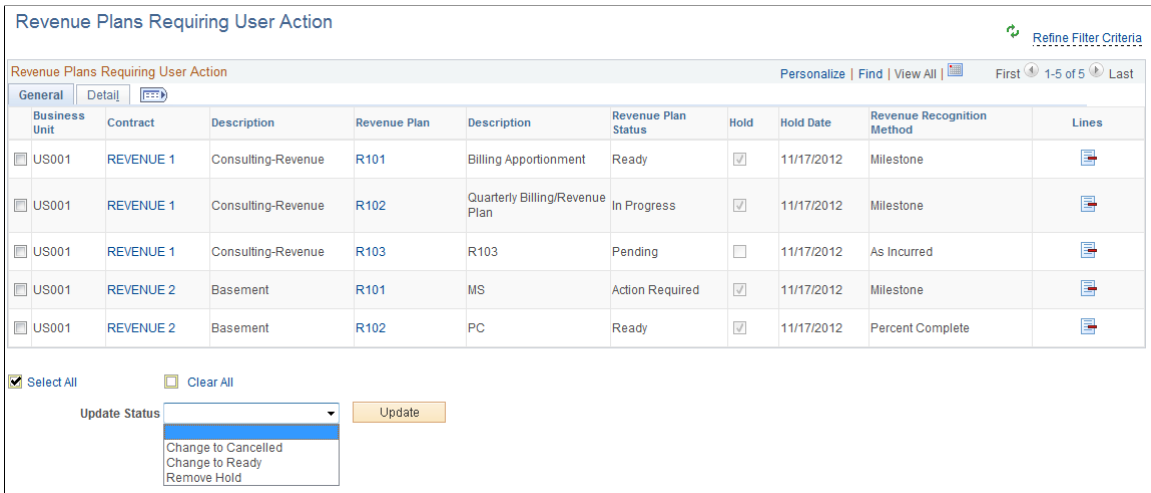 Revenue Plans Requiring User Action
Refine Filter Criteria
Revenue Plans Requiring User Action
Personalize | Find | View All |
First 1-5 of 5 Last
General Detail
Business Unit Contract Description Revenue Plan Description Revenue Plan Status Hold Hold Date Revenue Recognition Method Lines
US001 REVENUE 1 Consulting-Revenue R101 Billing Apportionment Ready 11/17/2012 Milestone
US001 REVENUE 1 Consulting-Revenue R102 Quarterly Billing/Revenue Plan In Progress 11/17/2012 Milestone
US001 REVENUE 1 Consulting-Revenue R103 R103 Pending 11/17/2012 As Incurred
US001 REVENUE 2 Basement R101 MS Action Required 11/17/2012 Milestone
US001 REVENUE 2 Basement R102 PC Ready 11/17/2012 Percent Complete
Select All Clear All
Update Status Update
Change to Cancelled
Change to Ready
Remove Hold